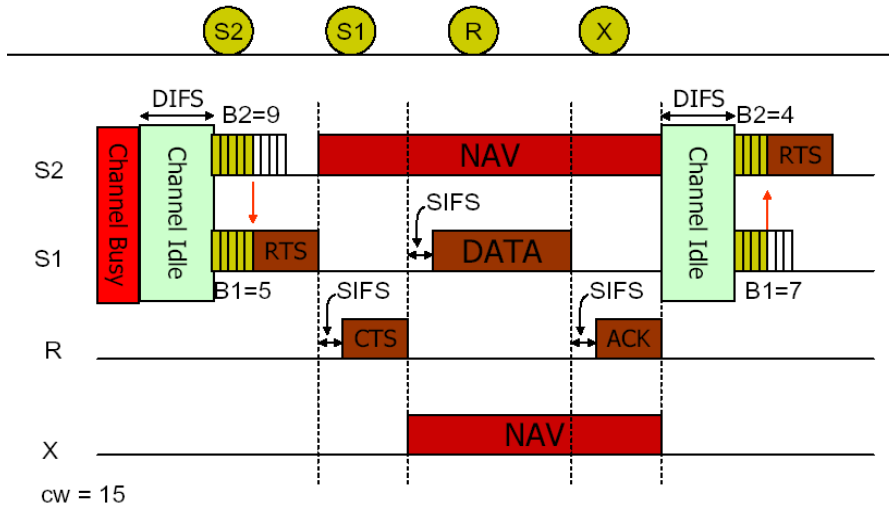 S2 S1 R X
DIFS B2=9 DIFS B2=4
S2 Channel Busy Channel Idle NAV Channel Idle RTS
SIFS
S1 RTS DATA
B1=5 SIFS SIFS B1=7
R CTS ACK
X NAV
cw = 15